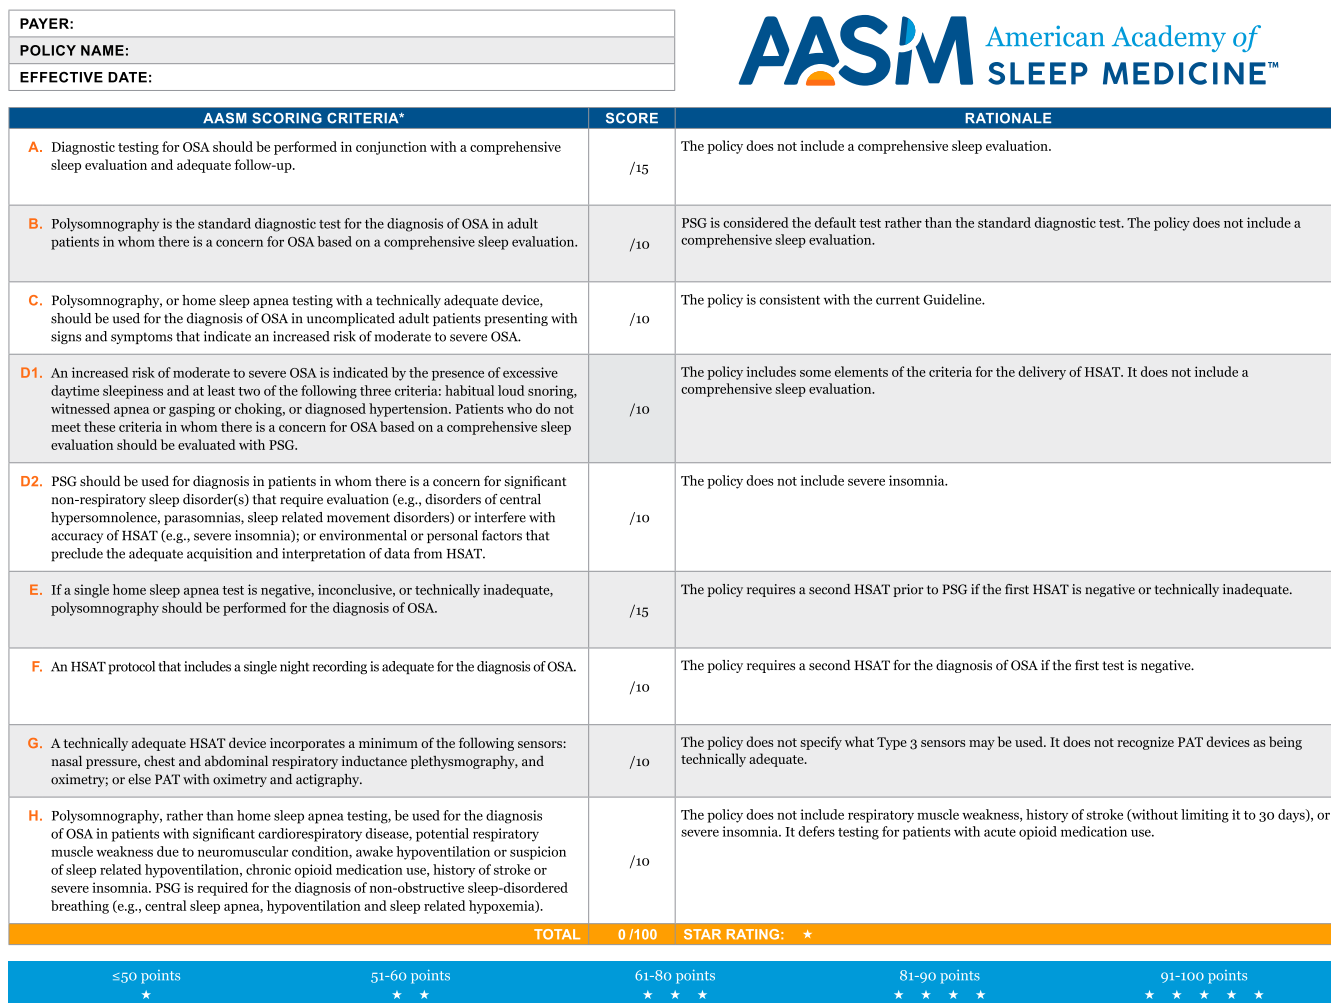 PAYER:
POLICY NAME:
EFFECTIVE DATE:
AASM American Academy of
SLEEP MEDICINE™
AASM SCORING CRITERIA* SCORE RATIONALE
A. Diagnostic testing for OSA should be performed in conjunction with a comprehensive
sleep evaluation and adequate follow-up.
/15
The policy does not include a comprehensive sleep evaluation.
B. Polysomnography is the standard diagnostic test for the diagnosis of OSA in adult
patients in whom there is a concern for OSA based on a comprehensive sleep evaluation.
/10
PSG is considered the default test rather than the standard diagnostic test. The policy does not include a
comprehensive sleep evaluation.
C. Polysomnography, or home sleep apnea testing with a technically adequate device,
should be used for the diagnosis of OSA in uncomplicated adult patients presenting with
signs and symptoms that indicate an increased risk of moderate to severe OSA.
/10
The policy is consistent with the current Guideline.
D1. An increased risk of moderate to severe OSA is indicated by the presence of excessive
daytime sleepiness and at least two of the following three criteria: habitual loud snoring,
witnessed apnea or gasping or choking, or diagnosed hypertension. Patients who do not
meet these criteria in whom there is a concern for OSA based on a comprehensive sleep
evaluation should be evaluated with PSG.
/10
The policy includes some elements of the criteria for the delivery of HSAT. It does not include a
comprehensive sleep evaluation.
D2. PSG should be used for diagnosis in patients in whom there is a concern for significant
non-respiratory sleep disorder(s) that require evaluation (e.g., disorders of central
hypersomnolence, parasomnias, sleep related movement disorders) or interfere with
accuracy of HSAT (e.g., severe insomnia); or environmental or personal factors that
preclude the adequate acquisition and interpretation of data from HSAT.
/10
The policy does not include severe insomnia.
E. If a single home sleep apnea test is negative, inconclusive, or technically inadequate,
polysomnography should be performed for the diagnosis of OSA.
/15
The policy requires a second HSAT prior to PSG if the first HSAT is negative or technically inadequate.
F. An HSAT protocol that includes a single night recording is adequate for the diagnosis of OSA.
/10
The policy requires a second HSAT for the diagnosis of OSA if the first test is negative.
G. A technically adequate HSAT device incorporates a minimum of the following sensors:
nasal pressure, chest and abdominal respiratory inductance plethysmography, and
oximetry; or else PAT with oximetry and actigraphy.
/10
The policy does not specify what Type 3 sensors may be used. It does not recognize PAT devices as being
technically adequate.
H. Polysomnography, rather than home sleep apnea testing, be used for the diagnosis
of OSA in patients with significant cardiorespiratory disease, potential respiratory
muscle weakness due to neuromuscular condition, awake hypoventilation or suspicion
of sleep related hypoventilation, chronic opioid medication use, history of stroke or
severe insomnia. PSG is required for the diagnosis of non-obstructive sleep-disordered
breathing (e.g., central sleep apnea, hypoventilation and sleep related hypoxemia).
/10
The policy does not include respiratory muscle weakness, history of stroke (without limiting it to 30 days), or
severe insomnia. It defers testing for patients with acute opioid medication use.
TOTAL 0 /100 STAR RATING: ★
≤50 points 51-60 points 61-80 points 81-90 points 91-100 points
★ ★ ★ ★ ★ ★ ★ ★ ★ ★ ★ ★ ★ ★ ★